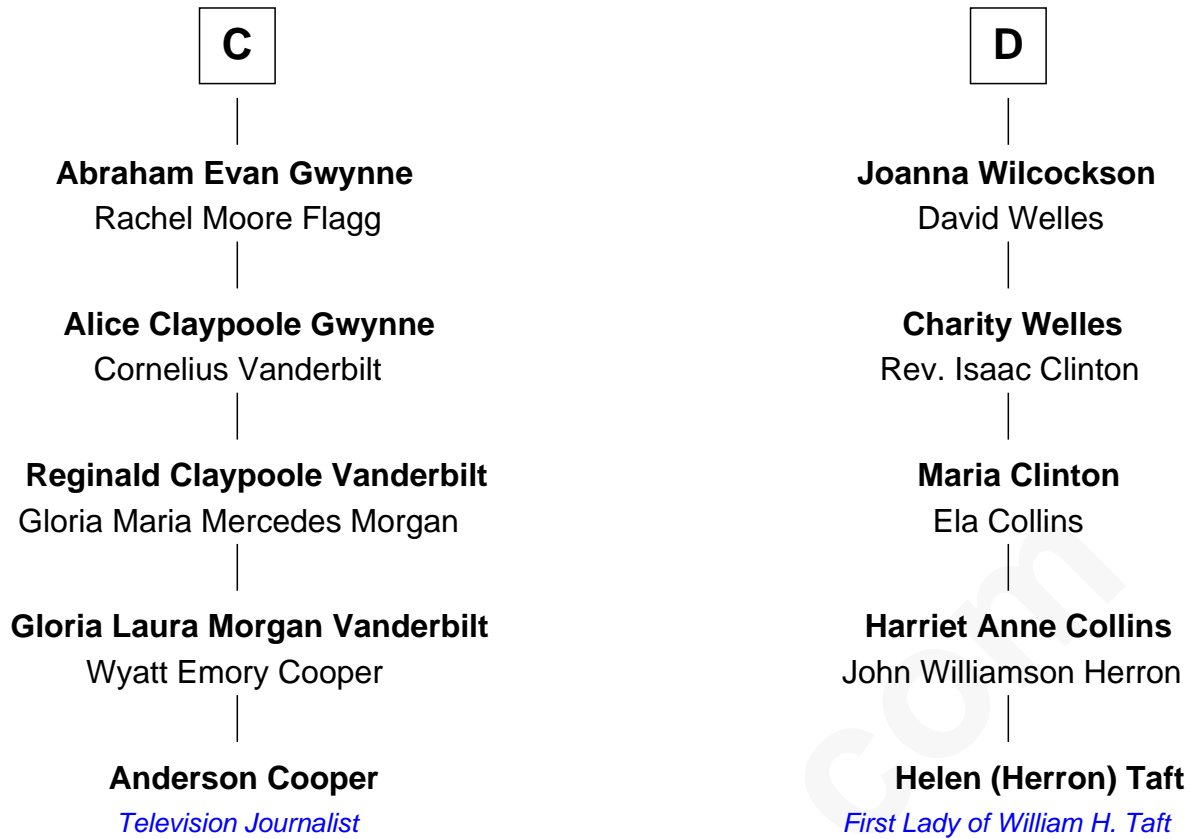 C
Abraham Evan Gwynne
Rachel Moore Flagg
Alice Claypoole Gwynne
Cornelius Vanderbilt
Reginald Claypoole Vanderbilt
Gloria Maria Mercedes Morgan
Gloria Laura Morgan Vanderbilt
Wyatt Emory Cooper
Anderson Cooper
Television Journalist
D
Joanna Wilcockson
David Welles
Charity Welles
Rev. Isaac Clinton
Maria Clinton
Ela Collins
Harriet Anne Collins
John Williamson Herron
Helen (Herron) Taft
First Lady of William H. Taft
com